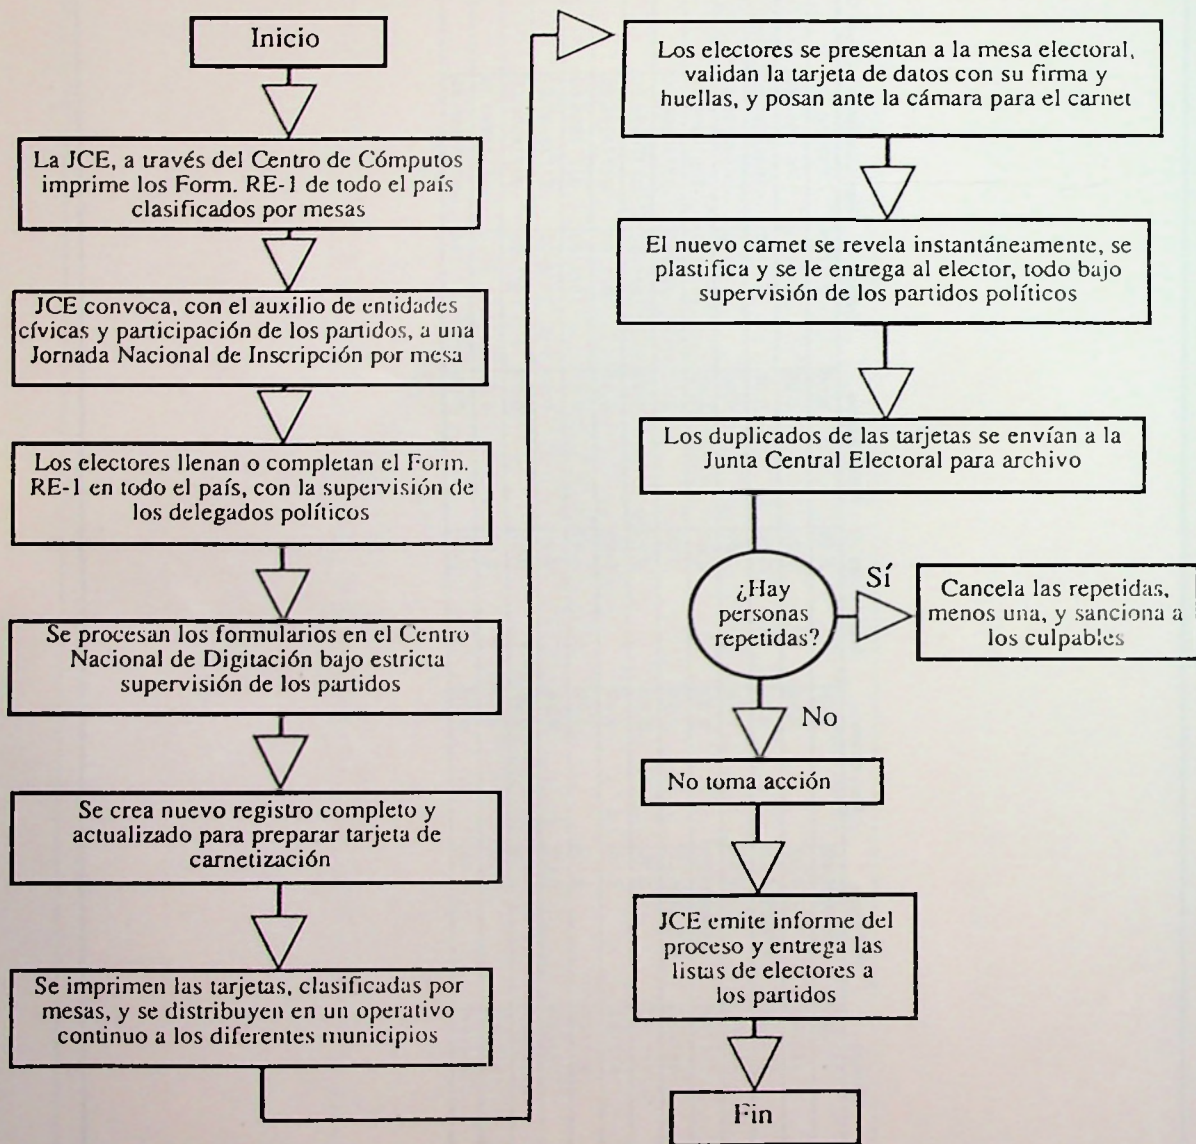 Inicio
La JCE, a través del Centro de Cómputos
imprime los Form. RE-1 de todo el país
clasificados por mesas
JCE convoca, con el auxilio de entidades
cívicas y participación de los partidos, a una
Jornada Nacional de Inscripción por mesa
Los electores llenan o completan el Form.
RE-1 en todo el país, con la supervisión de
los delegados políticos
Se procesan los formularios en el Centro
Nacional de Digitación bajo estricta
supervisión de los partidos
Se crea nuevo registro completo y
actualizado para preparar tarjeta de
carnetización
Se imprimen las tarjetas, clasificadas por
mesas, y se distribuyen en un operativo
continuo a los diferentes municipios
Los electores se presentan a la mesa electoral,
validan la tarjeta de datos con su firma y
huellas, y posan ante la cámara para el carnet
El nuevo carnet se revela instantáneamente, se
plastifica y se le entrega al elector, todo bajo
supervisión de los partidos políticos
Los duplicados de las tarjetas se envían a la
Junta Central Electoral para archivo
¿Hay
personas
repetidas?
Sí
Cancela las repetidas,
menos una, y sanciona a
los culpables
No
No toma acción
JCE emite informe del
proceso y entrega las
listas de electores a
los partidos
Fin